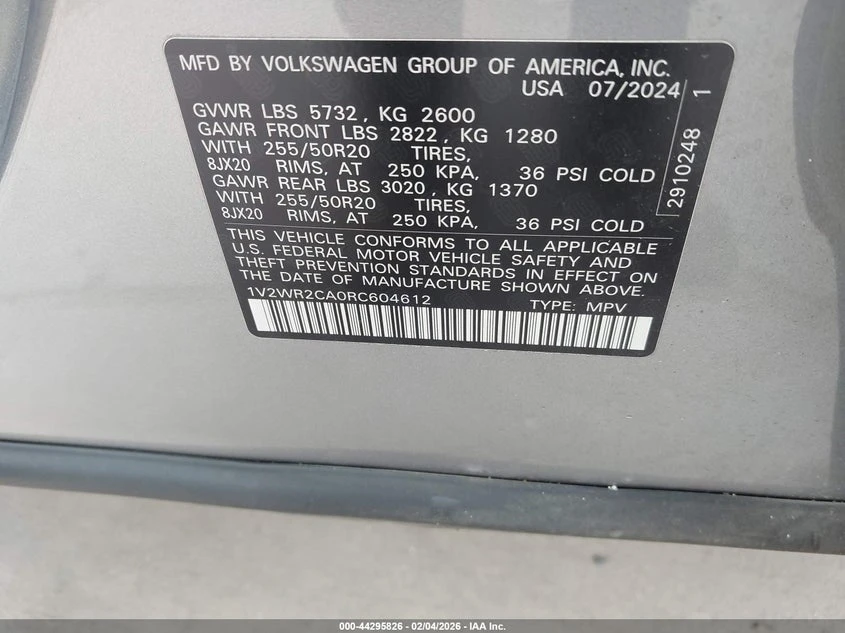 MFD BY VOLKSWAGEN GROUP OF AMERICA, INC.
USA 07/2024
GVWR LBS 5732, KG 2600
GAWR FRONT LBS 2822, KG 1280
WITH 255/50R20 TIRES,
8JX20 RIMS, AT 250 KPA, 36 PSI COLD
GAWR REAR LBS 3020, KG 1370
WITH 255/50R20 TIRES,
8JX20 RIMS, AT 250 KPA, 36 PSI COLD
2910248 1
THIS VEHICLE CONFORMS TO ALL APPLICABLE
U.S. FEDERAL MOTOR VEHICLE SAFETY AND
THEFT PREVENTION STANDARDS IN EFFECT ON
THE DATE OF MANUFACTURE SHOWN ABOVE.
1V2WR2CA0RC604612 TYPE: MPV
000-44295826 - 02/04/2026 - IAA Inc.